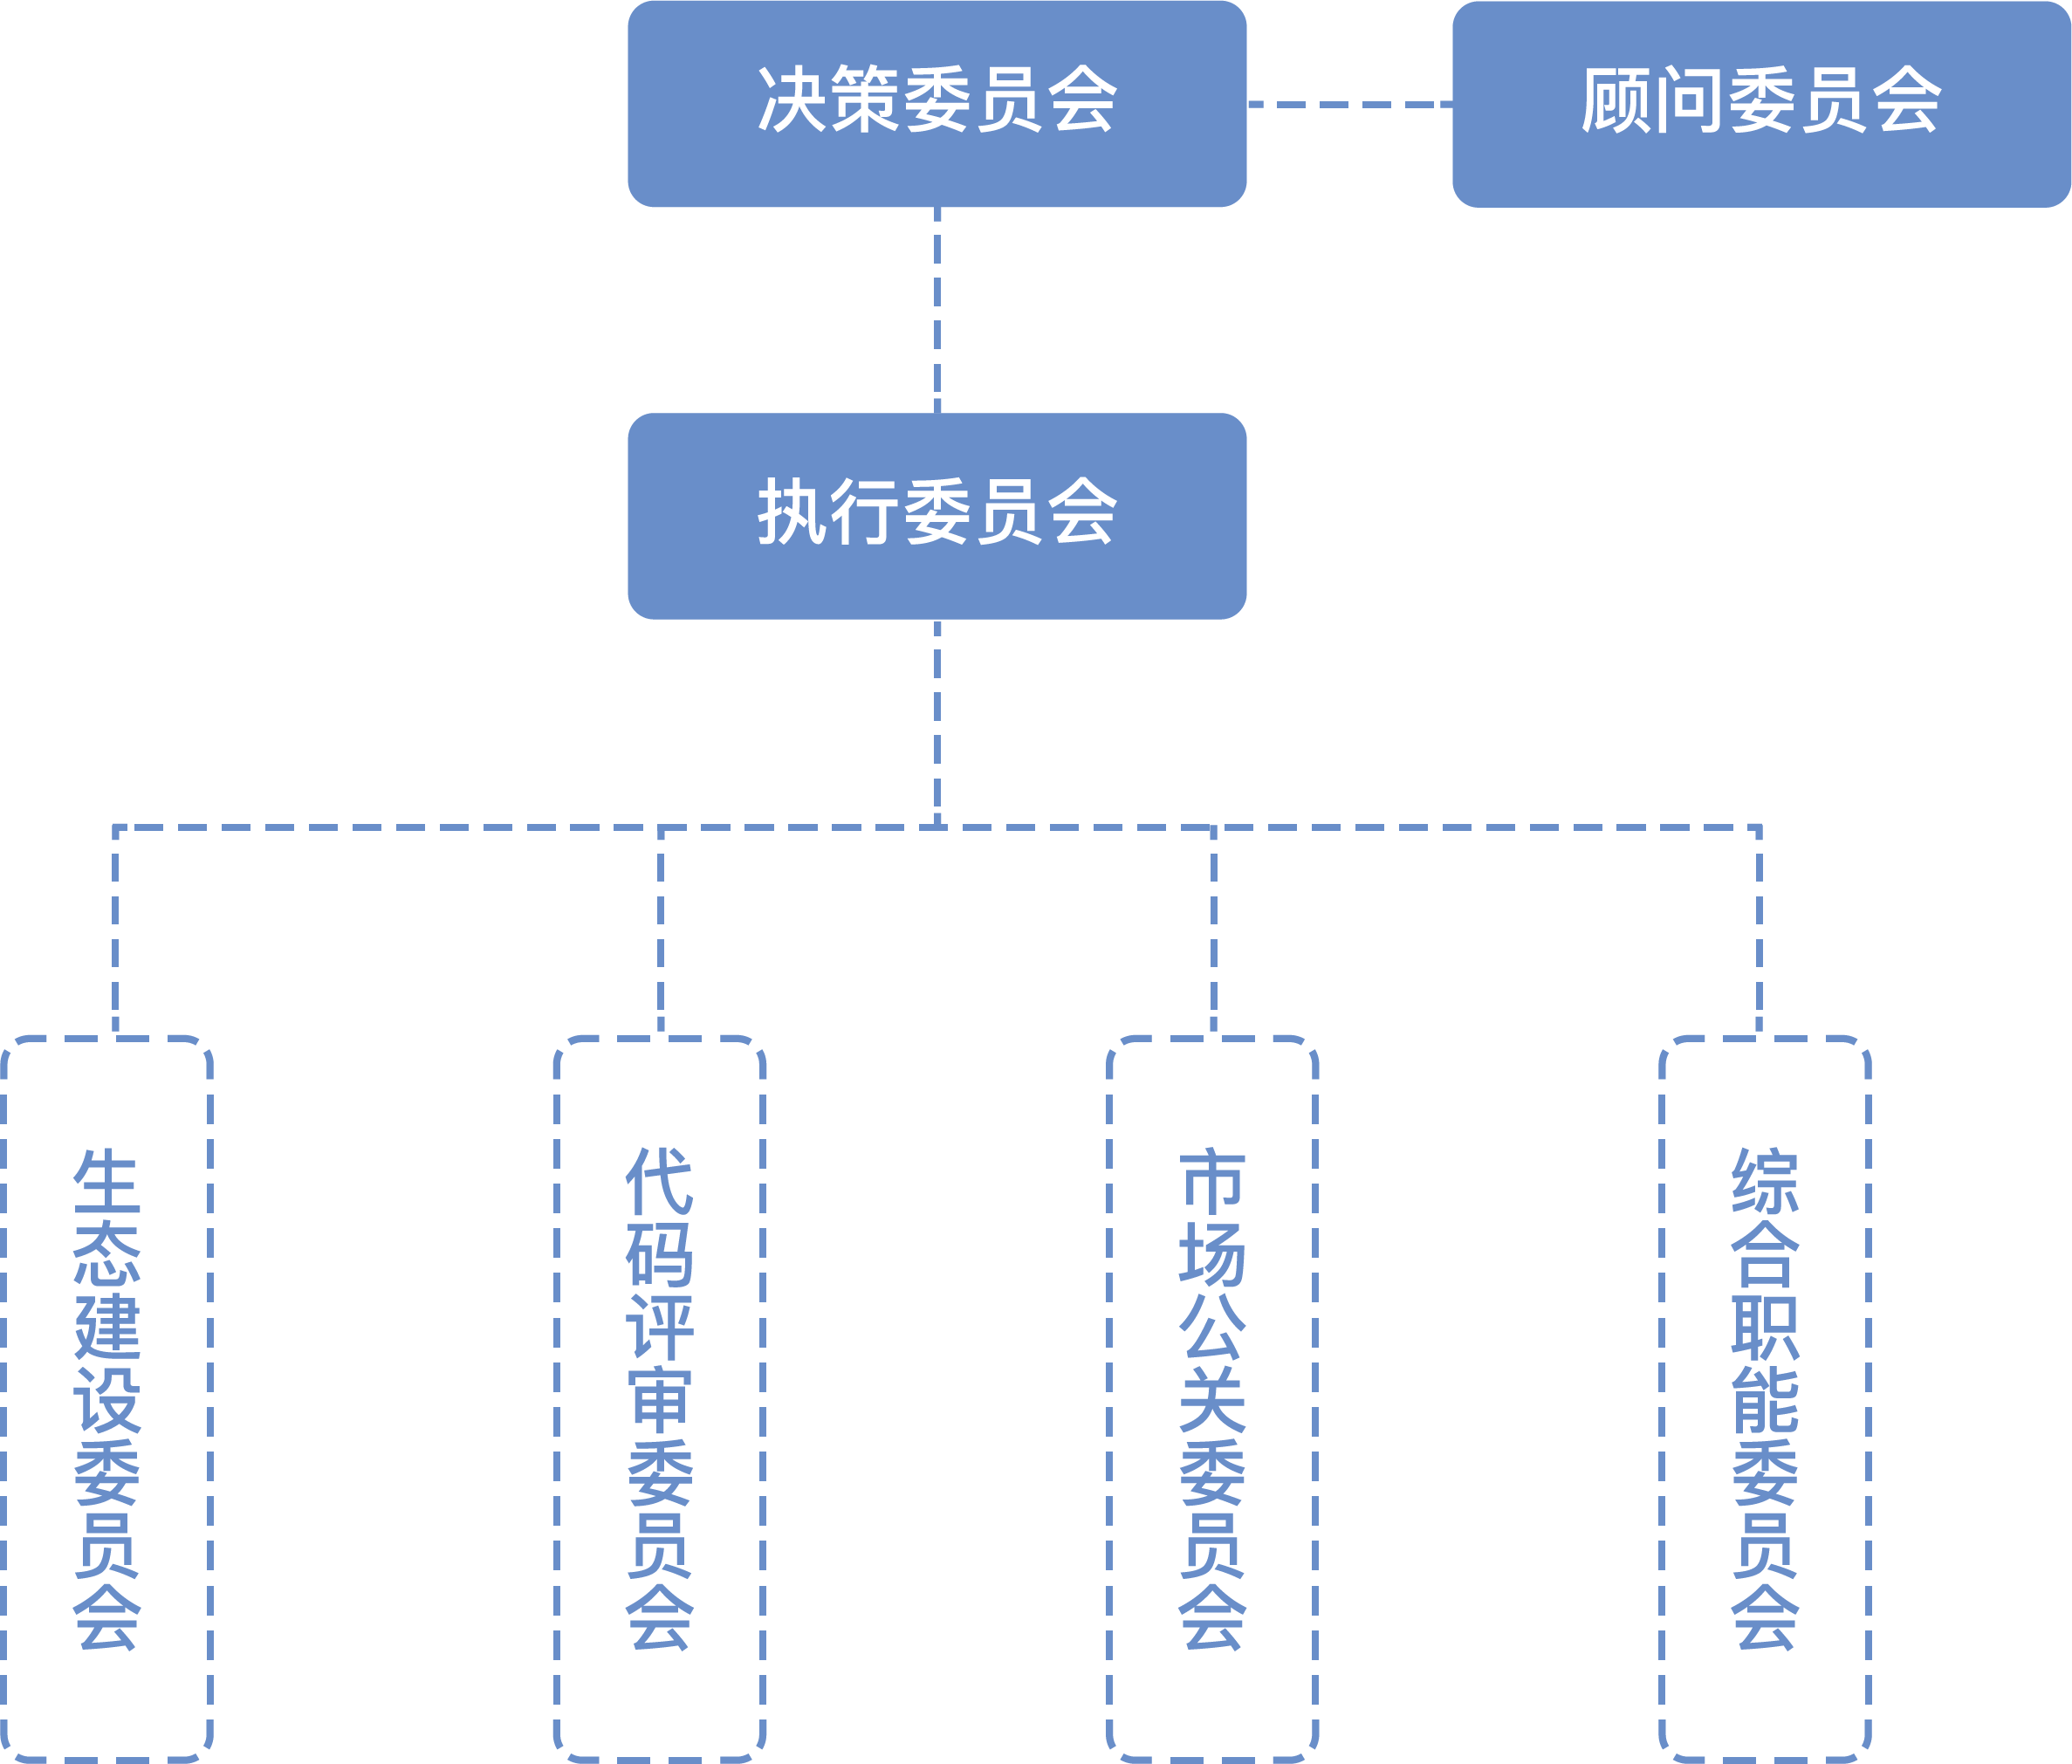 决策委员会
顾问委员会
执行委员会
生态建设委员会
代码评审委员会
市场公关委员会
综合职能委员会